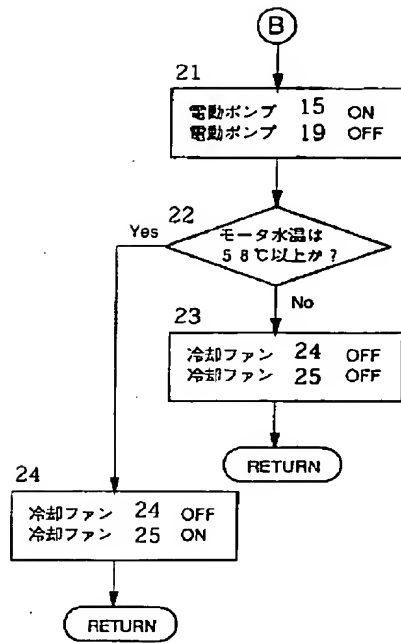 B
21
電動ポンプ 15 ON
電動ポンプ 19 OFF
22
モータ水温は
58℃以上か?
Yes
No
23
冷却ファン 24 OFF
冷却ファン 25 OFF
RETURN
24
冷却ファン 24 OFF
冷却ファン 25 ON
RETURN